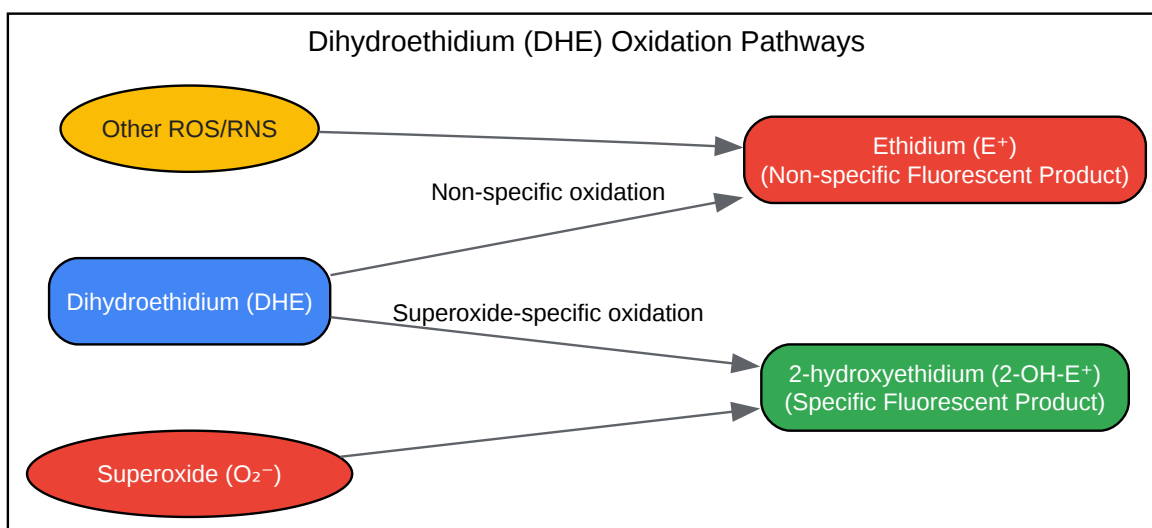 Dihydroethidium (DHE) Oxidation Pathways
Other ROS/RNS
Ethidium (E⁺)
(Non-specific Fluorescent Product)
Non-specific oxidation
Dihydroethidium (DHE)
Superoxide-specific oxidation
2-hydroxyethidium (2-OH-E⁺)
(Specific Fluorescent Product)
Superoxide (O₂⁻)